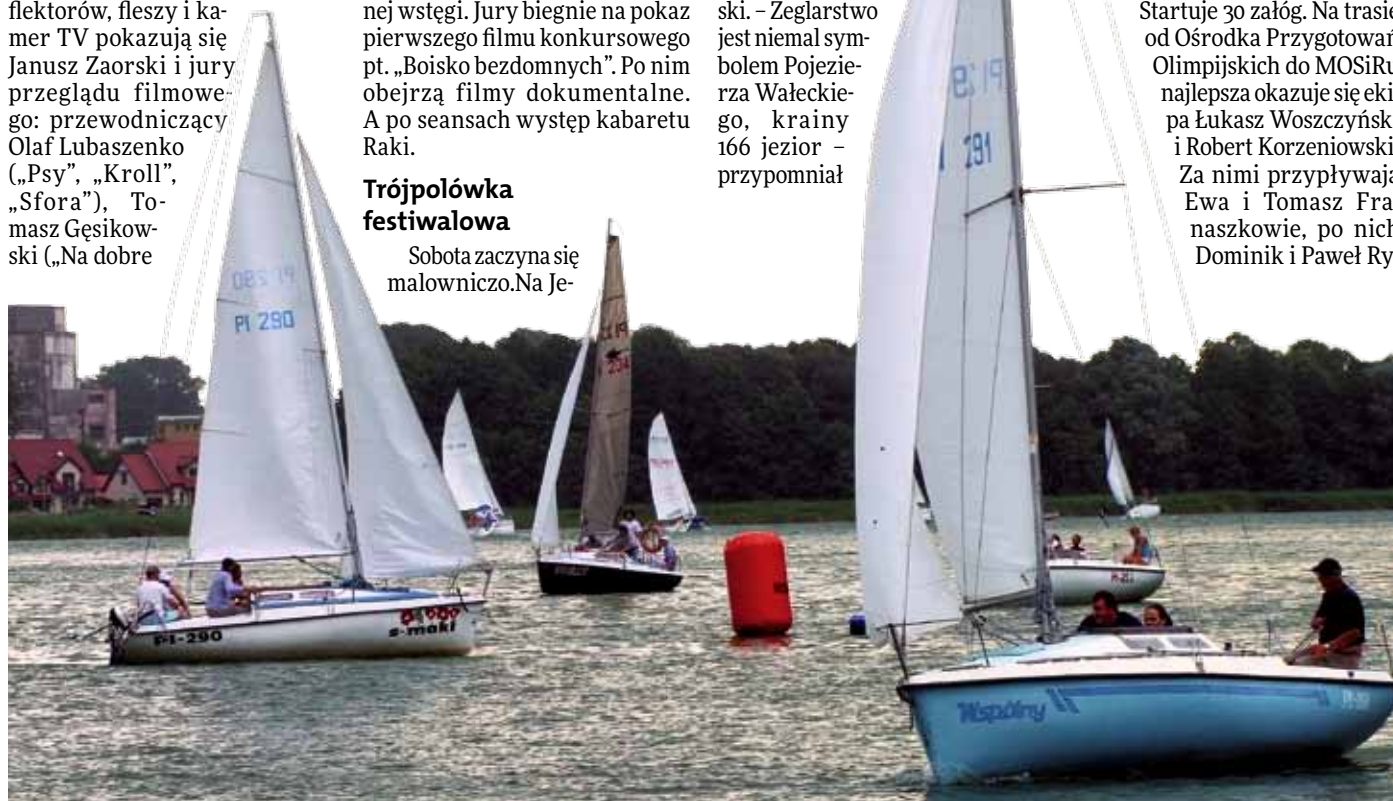 flektorów, fleszy i ka-
mer TV pokazują się
Janusz Zaorski i jury
przeglądu filmowe-
go: przewodniczący
Olaf Lubaszenko
(„Psy”, „Kroll”,
„Sfora”), To-
masz Gęsikow-
ski („Na dobre
nej wstęgi. Jury biegnie na pokaz
pierwszego filmu konkursowego
pt. „Boisko bezdomnych”. Po nim
obejrzą filmy dokumentalne.
A po seansach występ kabaretu
Raki.
Trójpolówka
festiwalowa
Sobota zaczyna się
malowniczo.Na Je-
ski. – Żeglarstwo
jest niemal sym-
bolem Pojezie-
rza Wałeckie-
go, krainy
166 jezior –
przypomniał
Startuje 30 załóg. Na trasie
od Ośrodka Przygotowań
Olimpijskich do MOSiRu
najlepsza okazuje się eki-
pa Łukasz Woszczyńsk
i Robert Korzeniowski
Za nimi przypływają
Ewa i Tomasz Fra-
naszkowie, po nich
Dominik i Paweł Ry-
PI 290
PI-290
s-maki
204
291
Wspólny